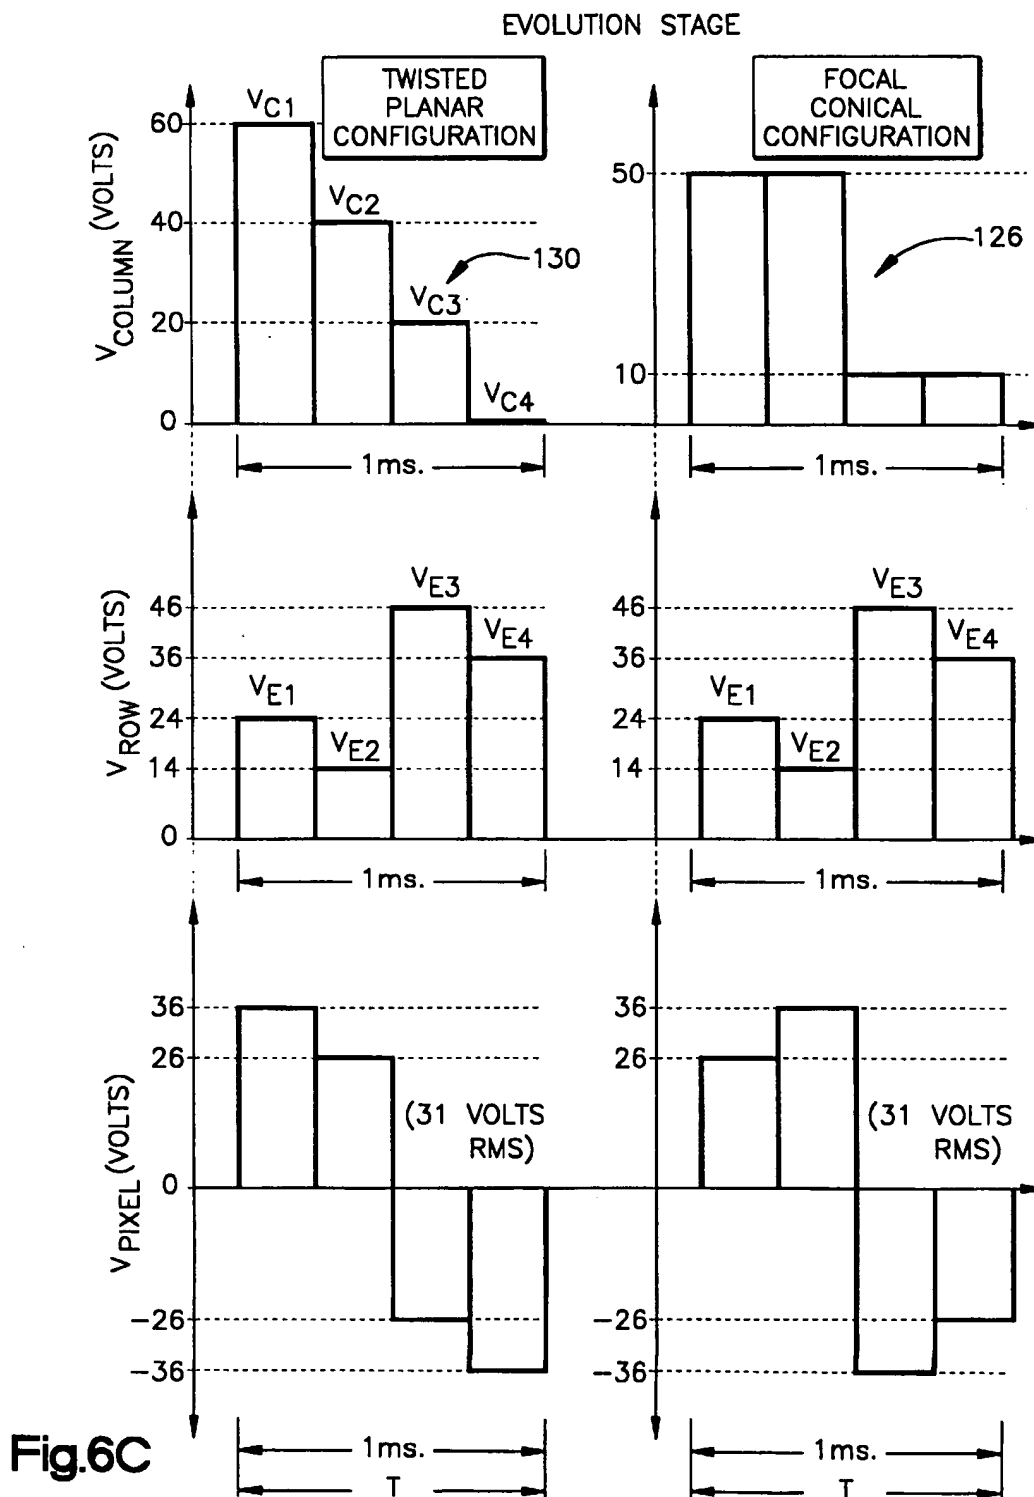 EVOLUTION STAGE
TWISTED
PLANAR
CONFIGURATION
FOCAL
CONICAL
CONFIGURATION
V_COLUMN (VOLTS)
60
40
20
0
V_C1
V_C2
V_C3
V_C4
130
1ms.
50
10
126
1ms.
V_ROW (VOLTS)
46
36
24
14
0
V_E1
V_E2
V_E3
V_E4
1ms.
46
36
24
14
V_E1
V_E2
V_E3
V_E4
1ms.
V_PIXEL (VOLTS)
36
26
0
-26
-36
(31 VOLTS
RMS)
1ms.
T
36
26
-26
-36
(31 VOLTS
RMS)
1ms.
T
Fig.6C